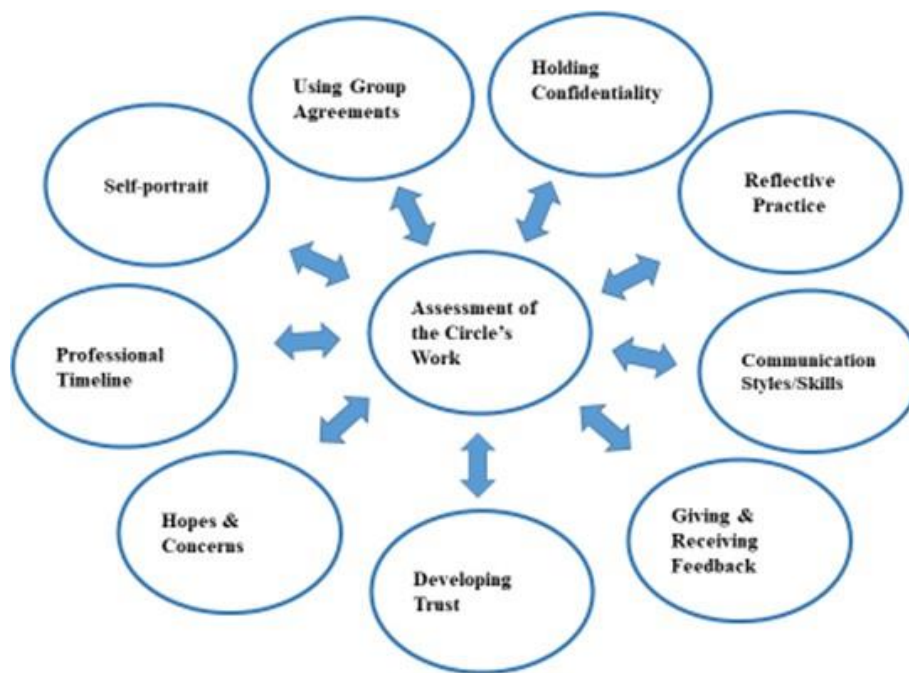 Using Group
Agreements
Holding
Confidentiality
Self-portrait
Reflective
Practice
Assessment of
the Circle's
Work
Professional
Timeline
Communication
Styles/Skills
Hopes &
Concerns
Developing
Trust
Giving &
Receiving
Feedback